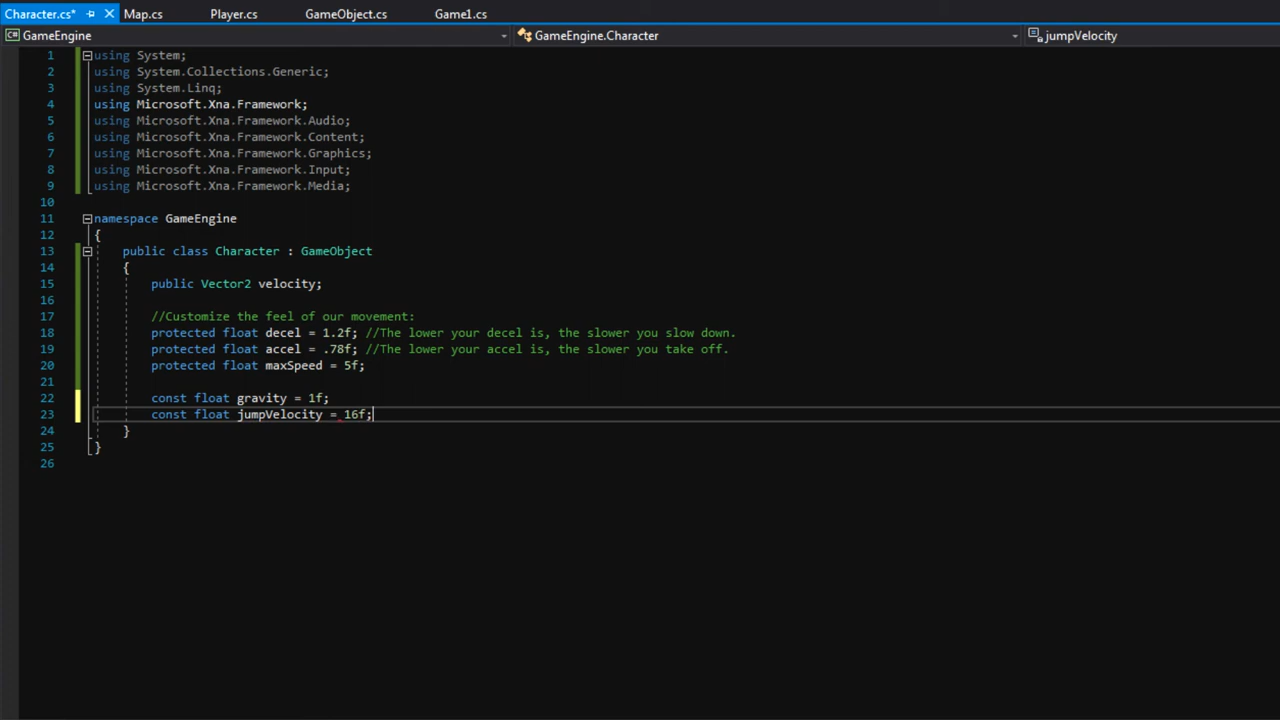 Character.cs* Map.cs Player.cs GameObject.cs Game1.cs
C# GameEngine GameEngine.Character jumpVelocity
1 using System;
2 using System.Collections.Generic;
3 using System.Linq;
4 using Microsoft.Xna.Framework;
5 using Microsoft.Xna.Framework.Audio;
6 using Microsoft.Xna.Framework.Content;
7 using Microsoft.Xna.Framework.Graphics;
8 using Microsoft.Xna.Framework.Input;
9 using Microsoft.Xna.Framework.Media;
10
11 namespace GameEngine
12 {
13 public class Character : GameObject
14 {
15 public Vector2 velocity;
16
17 //Customize the feel of our movement:
18 protected float decel = 1.2f; //The lower your decel is, the slower you slow down.
19 protected float accel = .78f; //The lower your accel is, the slower you take off.
20 protected float maxSpeed = 5f;
21
22 const float gravity = 1f;
23 const float jumpVelocity = 16f;
24 }
25 }
26